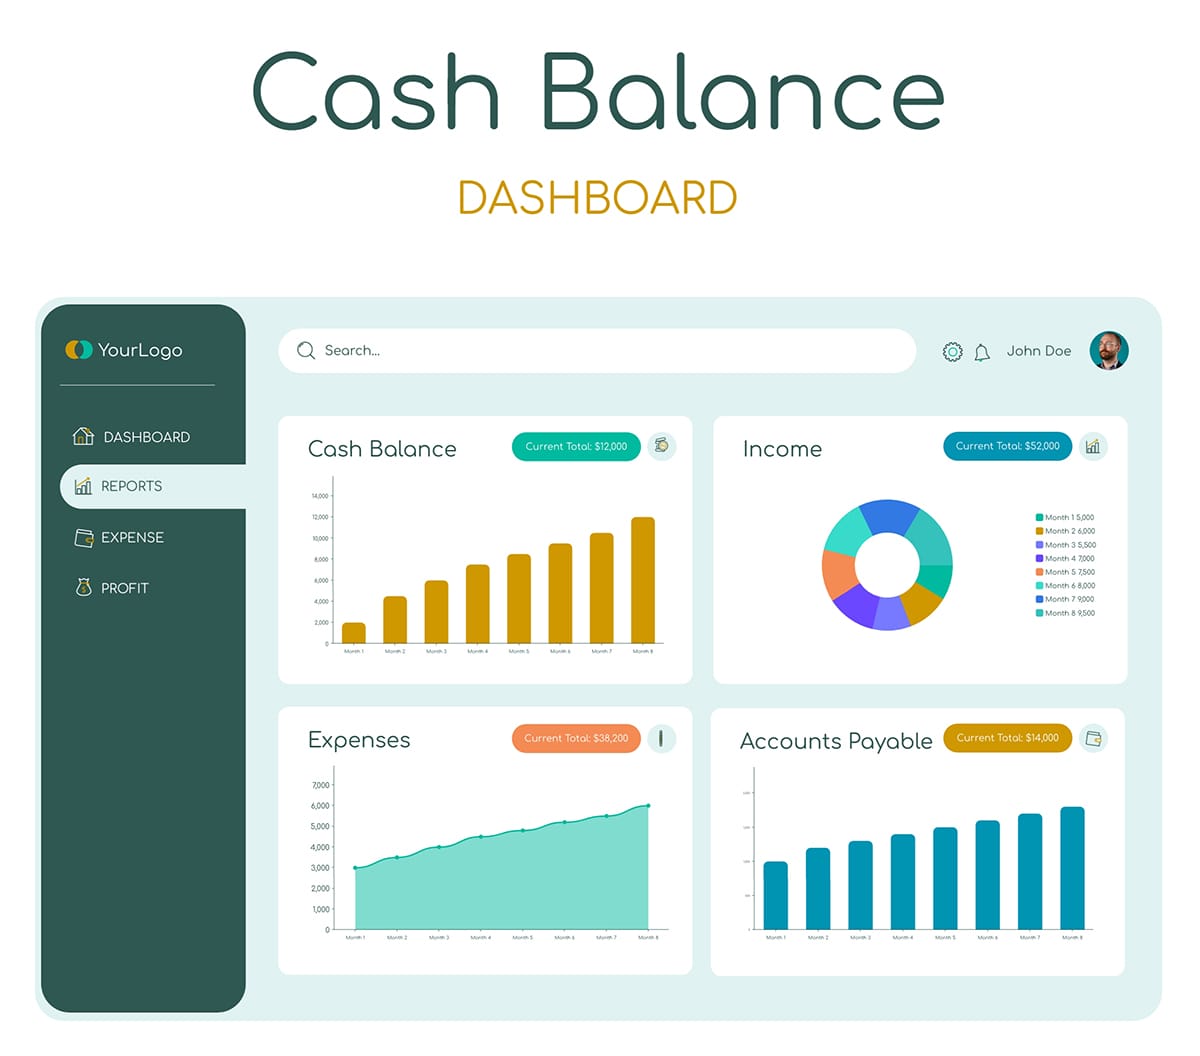 Cash Balance
DASHBOARD
YourLogo
DASHBOARD
REPORTS
EXPENSE
PROFIT
Search...
John Doe
Cash Balance
Current Total: $12,000
14,000
12,000
10,000
8,000
6,000
4,000
2,000
0
Month 1 Month 2 Month 3 Month 4 Month 5 Month 6 Month 7 Month 8
Income
Current Total: $52,000
Month 1 5,000
Month 2 6,000
Month 3 5,500
Month 4 7,000
Month 5 7,500
Month 6 8,000
Month 7 9,000
Month 8 9,500
Expenses
Current Total: $38,200
7,000
6,000
5,000
4,000
3,000
2,000
1,000
0
Month 1 Month 2 Month 3 Month 4 Month 5 Month 6 Month 7 Month 8
Accounts Payable
Current Total: $14,000
Month 1 Month 2 Month 3 Month 4 Month 5 Month 6 Month 7 Month 8